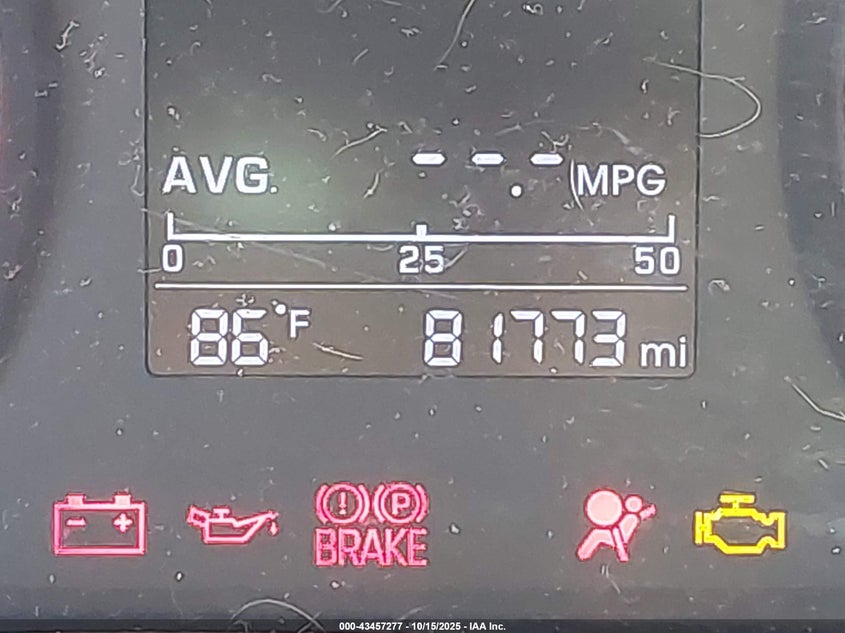 AVG. --.- MPG
0 25 50
86°F 81773 mi
(!) (P)
BRAKE
000-43457277 - 10/15/2025 - IAA Inc.